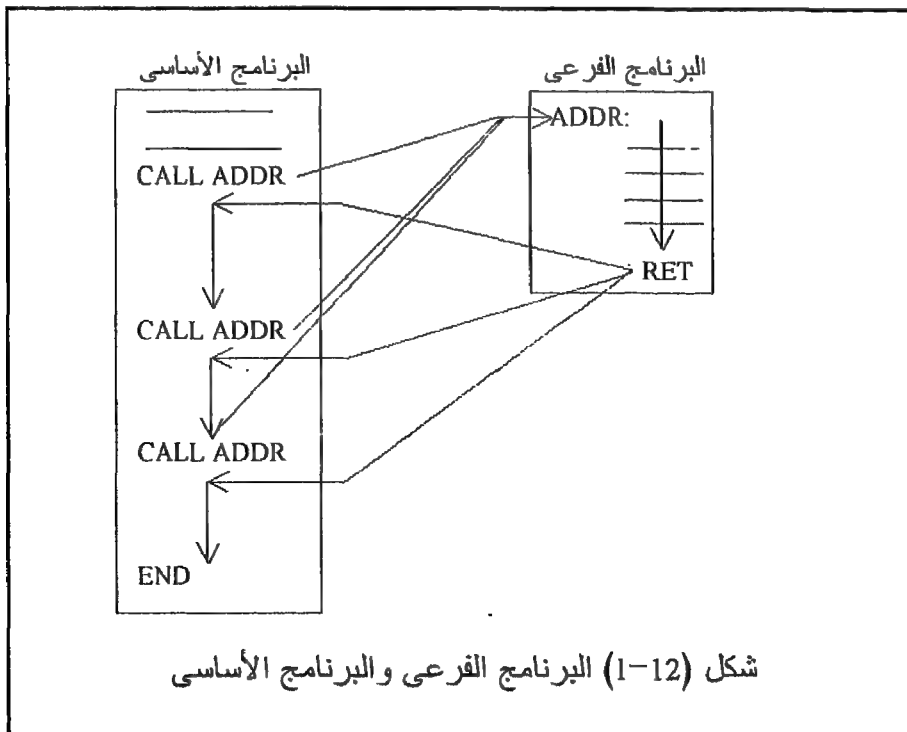 البرنامج الأساسى
البرنامج الفرعى
CALL ADDR
CALL ADDR
CALL ADDR
END
ADDR:
RET
شكل (12-1) البرنامج الفرعى والبرنامج الأساسى